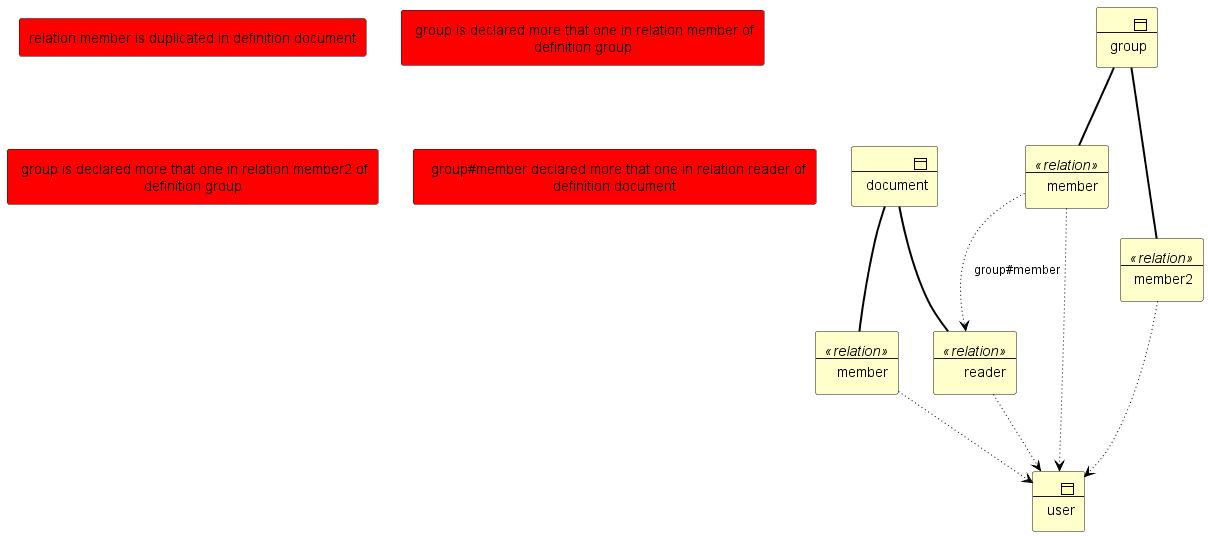 relation member is duplicated in definition document
group is declared more that one in relation member of
definition group
group
group is declared more that one in relation member2 of
definition group
group#member declared more that one in relation reader of
definition document
document
«relation»
member
group#member
«relation»
member2
«relation»
member
«relation»
reader
user